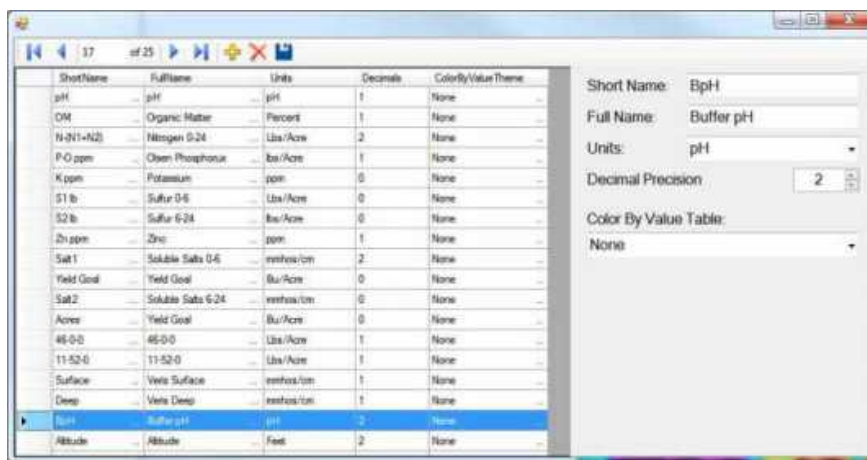 17 of 25
ShortName FullName Units Decimals ColorByValueTheme
pH ... pH ... pH 1 None ...
OM ... Organic Matter ... Percent 1 None ...
N-(N1+N2) ... Nitrogen 0-24 ... Lbs/Acre 2 None ...
P-O ppm ... Olsen Phosphorus ... lbs/Acre 1 None ...
K ppm ... Potassium ... ppm 0 None ...
S1 lb ... Sulfur 0-6 ... Lbs/Acre 0 None ...
S2 lb ... Sulfur 6-24 ... lbs/Acre 0 None ...
Zn ppm ... Zinc ... ppm 1 None ...
Salt1 ... Soluble Salts 0-6 ... mmhos/cm 2 None ...
Yield Goal ... Yield Goal ... Bu/Acre 0 None ...
Salt2 ... Soluble Salts 6-24 ... mmhos/cm 0 None ...
Acres ... Yield Goal ... Bu/Acre 0 None ...
46-0-0 ... 46-0-0 ... Lbs/Acre 1 None ...
11-52-0 ... 11-52-0 ... Lbs/Acre 1 None ...
Surface ... Veris Surface ... mmhos/cm 1 None ...
Deep ... Veris Deep ... mmhos/cm 1 None ...
BpH ... Buffer pH ... pH 2 None ...
Altitude ... Altitude ... Feet 2 None ...
Short Name: BpH
Full Name: Buffer pH
Units: pH
Decimal Precision 2
Color By Value Table:
None